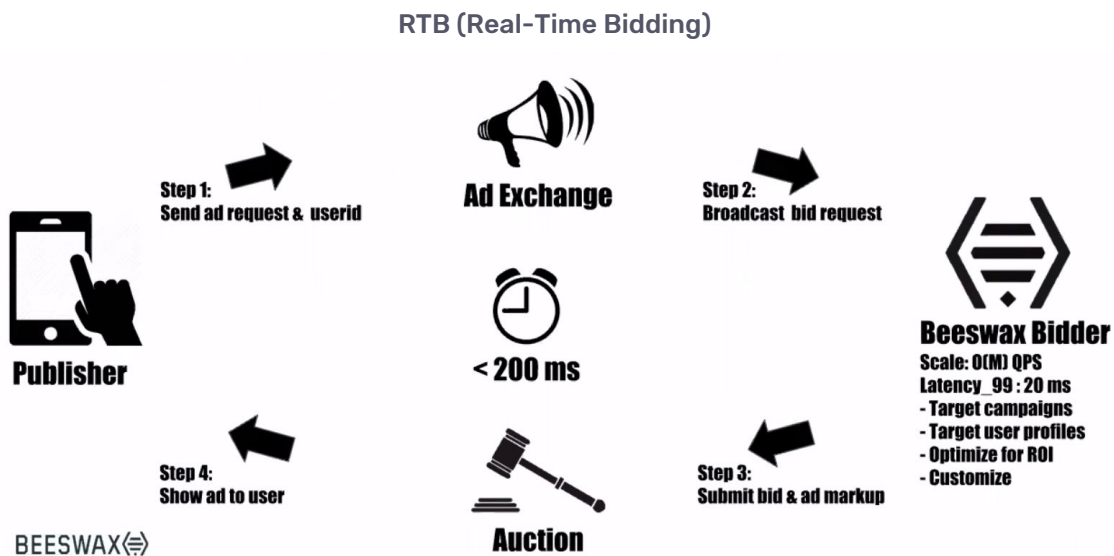 RTB (Real-Time Bidding)
Step 1:
Send ad request & userid
Ad Exchange
Step 2:
Broadcast bid request
Publisher
< 200 ms
Beeswax Bidder
Scale: O(M) QPS
Latency_99 : 20 ms
- Target campaigns
- Target user profiles
- Optimize for ROI
- Customize
Step 3:
Submit bid & ad markup
Auction
Step 4:
Show ad to user
BEESWAX